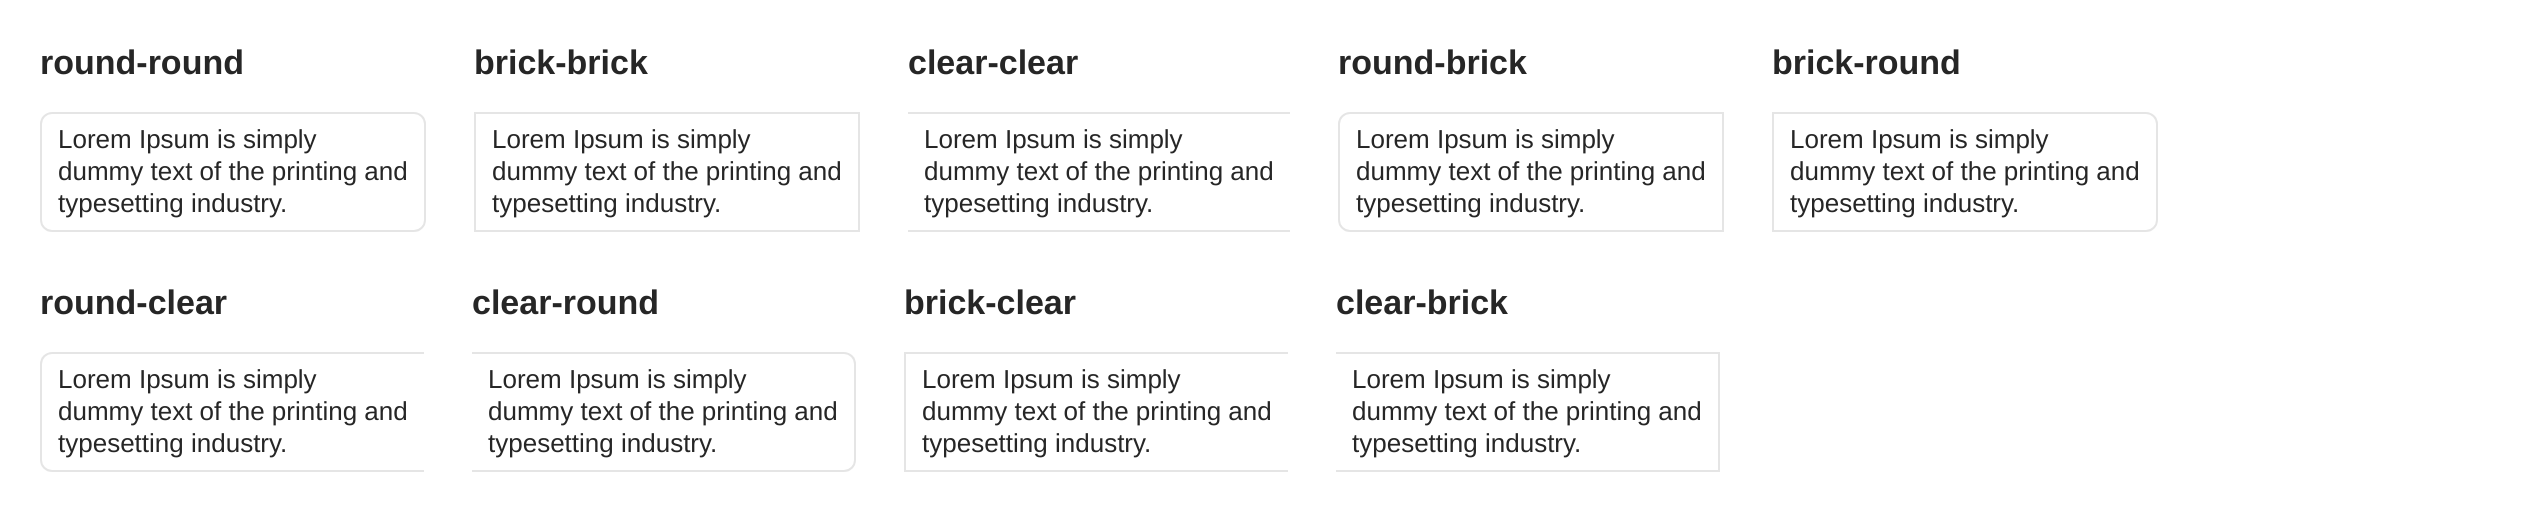 round-round
Lorem Ipsum is simply
dummy text of the printing and
typesetting industry.
brick-brick
Lorem Ipsum is simply
dummy text of the printing and
typesetting industry.
clear-clear
Lorem Ipsum is simply
dummy text of the printing and
typesetting industry.
round-brick
Lorem Ipsum is simply
dummy text of the printing and
typesetting industry.
brick-round
Lorem Ipsum is simply
dummy text of the printing and
typesetting industry.
round-clear
Lorem Ipsum is simply
dummy text of the printing and
typesetting industry.
clear-round
Lorem Ipsum is simply
dummy text of the printing and
typesetting industry.
brick-clear
Lorem Ipsum is simply
dummy text of the printing and
typesetting industry.
clear-brick
Lorem Ipsum is simply
dummy text of the printing and
typesetting industry.